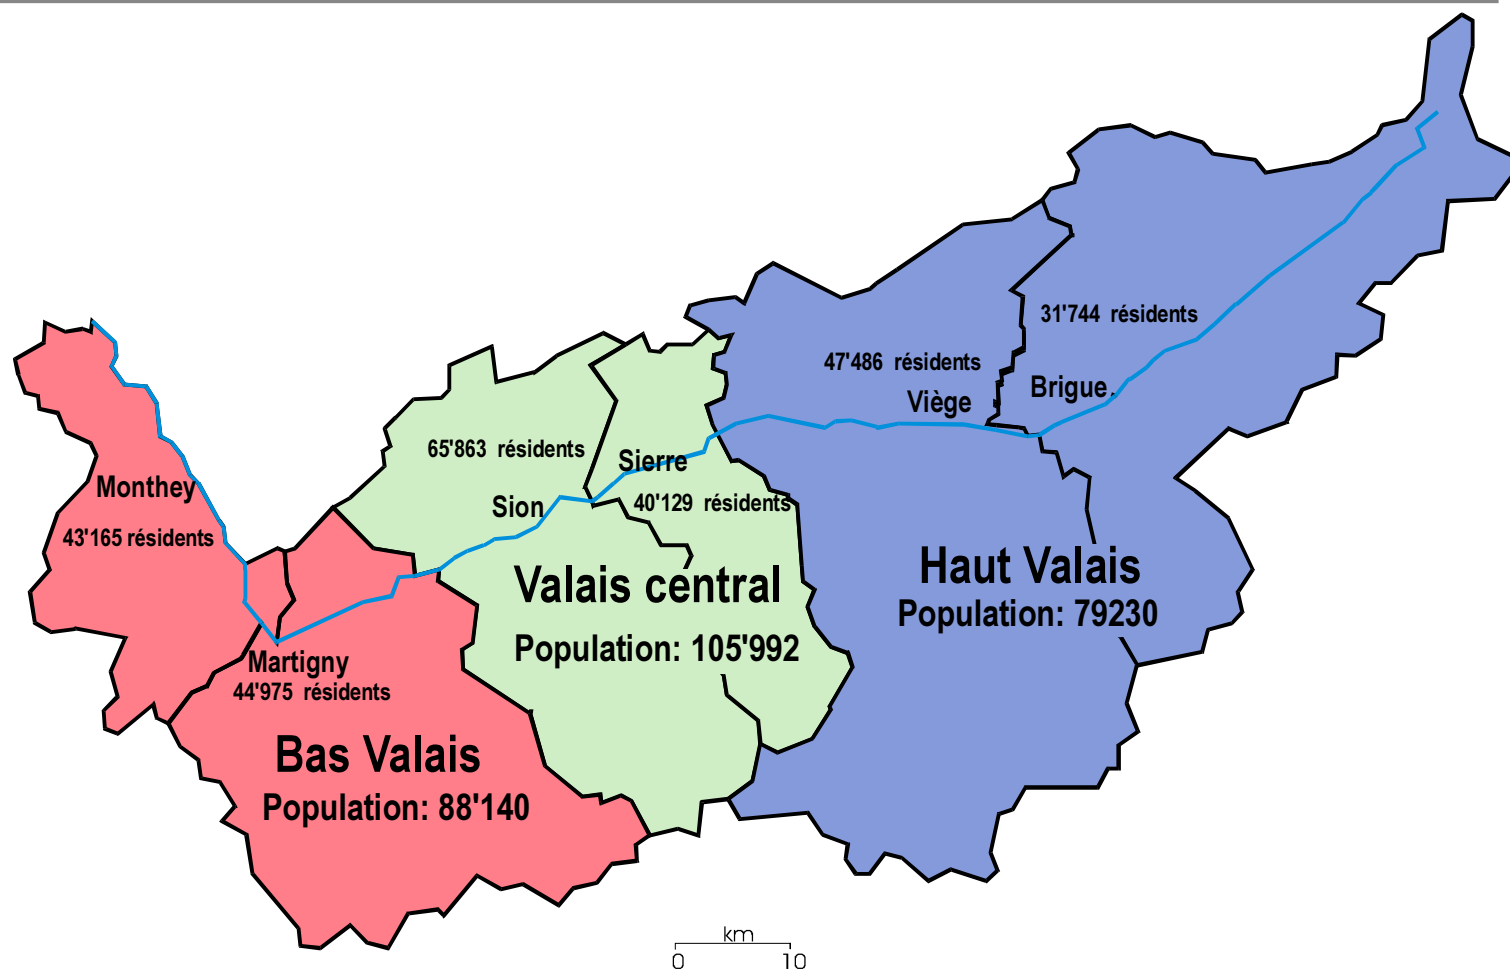 31'744 résidents
47'486 résidents
Viège
Brigue
65'863 résidents
Sierre
40'129 résidents
Sion
Monthey
43'165 résidents
Haut Valais
Population: 79230
Valais central
Population: 105'992
Martigny
44'975 résidents
Bas Valais
Population: 88'140
km
0 10